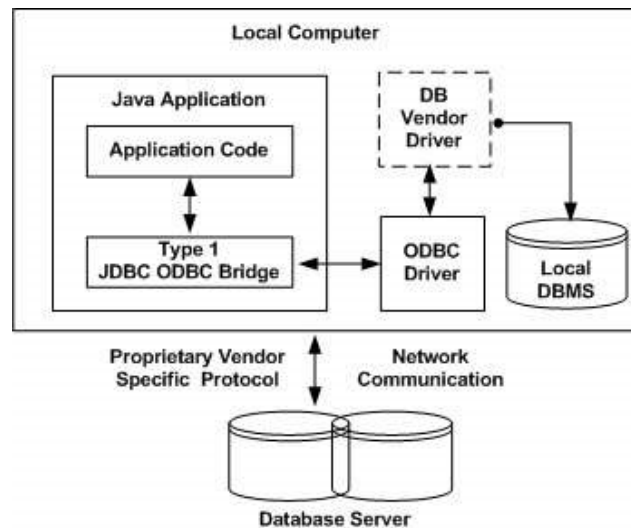 Local Computer
Java Application
Application Code
Type 1
JDBC ODBC Bridge
DB
Vendor
Driver
ODBC
Driver
Local
DBMS
Proprietary Vendor
Specific Protocol
Network
Communication
Database Server